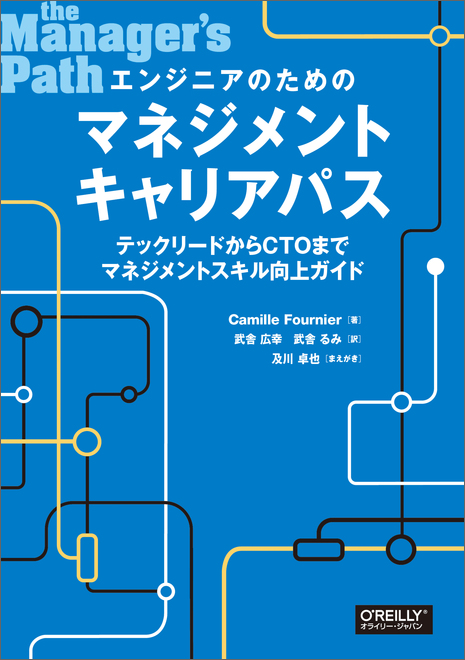 the
Manager's
Path
エンジニアのための
マネジメント
キャリアパス
テックリードからCTOまで
マネジメントスキル向上ガイド
Camille Fournier [著]
武舎 広幸 武舎 るみ [訳]
及川 卓也 [まえがき]
O'REILLY®
オライリー・ジャパン